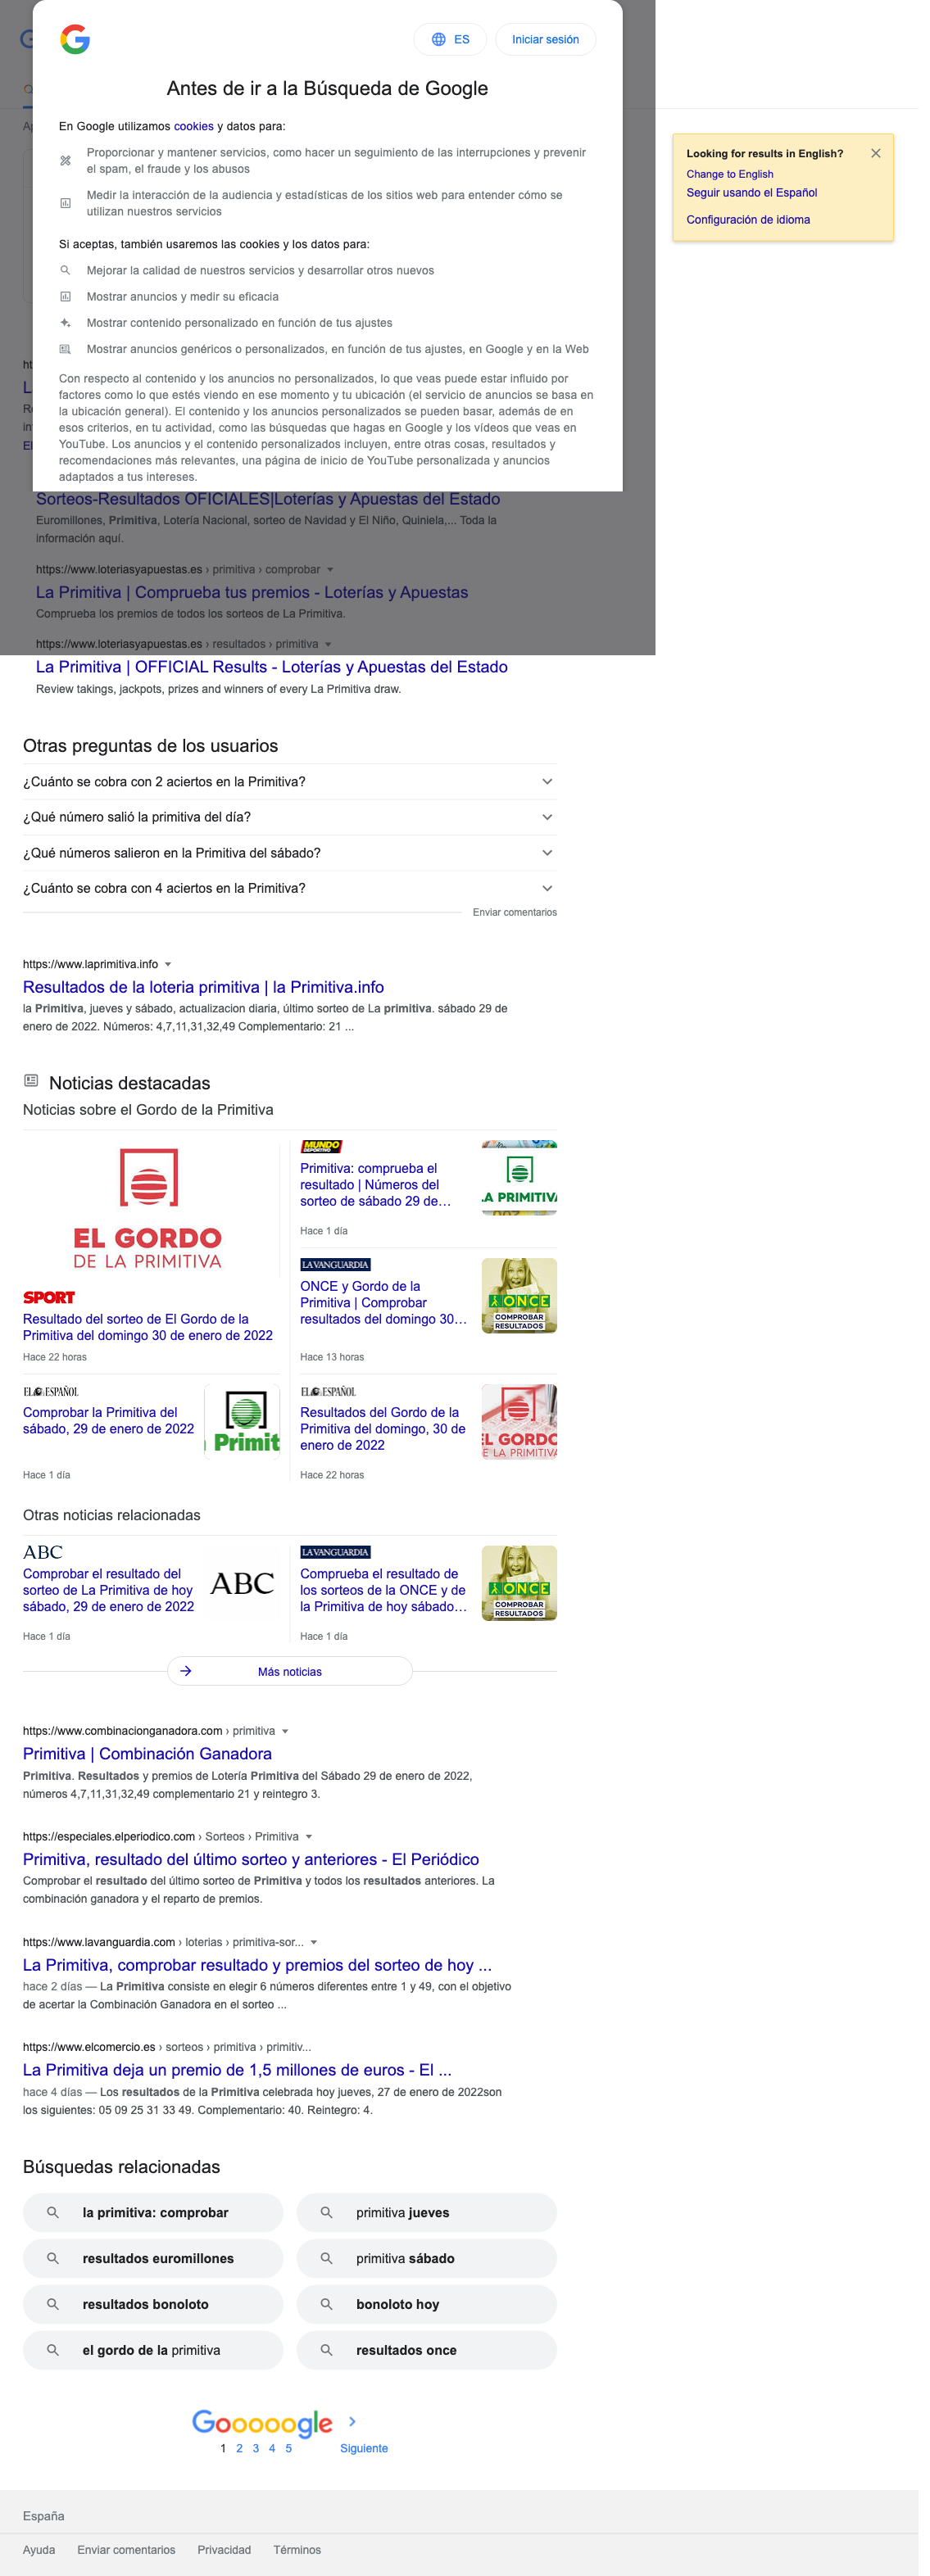 ES
Iniciar sesión
Antes de ir a la Búsqueda de Google
En Google utilizamos cookies y datos para:
Proporcionar y mantener servicios, como hacer un seguimiento de las interrupciones y prevenir
el spam, el fraude y los abusos
Medir la interacción de la audiencia y estadísticas de los sitios web para entender cómo se
utilizan nuestros servicios
Si aceptas, también usaremos las cookies y los datos para:
Mejorar la calidad de nuestros servicios y desarrollar otros nuevos
Mostrar anuncios y medir su eficacia
Mostrar contenido personalizado en función de tus ajustes
Mostrar anuncios genéricos o personalizados, en función de tus ajustes, en Google y en la Web
Con respecto al contenido y los anuncios no personalizados, lo que veas puede estar influido por
factores como lo que estés viendo en ese momento y tu ubicación (el servicio de anuncios se basa en
la ubicación general). El contenido y los anuncios personalizados se pueden basar, además de en
esos criterios, en tu actividad, como las búsquedas que hagas en Google y los vídeos que veas en
YouTube. Los anuncios y el contenido personalizados incluyen, entre otras cosas, resultados y
recomendaciones más relevantes, una página de inicio de YouTube personalizada y anuncios
adaptados a tus intereses.
Looking for results in English?
Change to English
Seguir usando el Español
Configuración de idioma
Sorteos-Resultados OFICIALES|Loterías y Apuestas del Estado
Euromillones, Primitiva, Lotería Nacional, sorteo de Navidad y El Niño, Quiniela,... Toda la
información aquí.
https://www.loteriasyapuestas.es › primitiva › comprobar
La Primitiva | Comprueba tus premios - Loterías y Apuestas
Comprueba los premios de todos los sorteos de La Primitiva.
https://www.loteriasyapuestas.es › resultados › primitiva
La Primitiva | OFFICIAL Results - Loterías y Apuestas del Estado
Review takings, jackpots, prizes and winners of every La Primitiva draw.
Otras preguntas de los usuarios
¿Cuánto se cobra con 2 aciertos en la Primitiva?
¿Qué número salió la primitiva del día?
¿Qué números salieron en la Primitiva del sábado?
¿Cuánto se cobra con 4 aciertos en la Primitiva?
Enviar comentarios
https://www.laprimitiva.info
Resultados de la loteria primitiva | la Primitiva.info
la Primitiva, jueves y sábado, actualizacion diaria, último sorteo de La primitiva. sábado 29 de
enero de 2022. Números: 4,7,11,31,32,49 Complementario: 21 ...
Noticias destacadas
Noticias sobre el Gordo de la Primitiva
EL GORDO
DE LA PRIMITIVA
SPORT
Resultado del sorteo de El Gordo de la
Primitiva del domingo 30 de enero de 2022
Hace 22 horas
MUNDO
DEPORTIVO
Primitiva: comprueba el
resultado | Números del
sorteo de sábado 29 de…
Hace 1 día
LA PRIMITIVA
LAVANGUARDIA
ONCE y Gordo de la
Primitiva | Comprobar
resultados del domingo 30…
Hace 13 horas
ONCE
COMPROBAR
RESULTADOS
EL ESPAÑOL
Comprobar la Primitiva del
sábado, 29 de enero de 2022
Hace 1 día
Primit
EL ESPAÑOL
Resultados del Gordo de la
Primitiva del domingo, 30 de
enero de 2022
Hace 22 horas
EL GORDO
DE LA PRIMITIVA
Otras noticias relacionadas
ABC
Comprobar el resultado del
sorteo de La Primitiva de hoy
sábado, 29 de enero de 2022
Hace 1 día
ABC
LAVANGUARDIA
Comprueba el resultado de
los sorteos de la ONCE y de
la Primitiva de hoy sábado…
Hace 1 día
ONCE
COMPROBAR
RESULTADOS
Más noticias
https://www.combinacionganadora.com › primitiva
Primitiva | Combinación Ganadora
Primitiva. Resultados y premios de Lotería Primitiva del Sábado 29 de enero de 2022,
números 4,7,11,31,32,49 complementario 21 y reintegro 3.
https://especiales.elperiodico.com › Sorteos › Primitiva
Primitiva, resultado del último sorteo y anteriores - El Periódico
Comprobar el resultado del último sorteo de Primitiva y todos los resultados anteriores. La
combinación ganadora y el reparto de premios.
https://www.lavanguardia.com › loterias › primitiva-sor...
La Primitiva, comprobar resultado y premios del sorteo de hoy ...
hace 2 días — La Primitiva consiste en elegir 6 números diferentes entre 1 y 49, con el objetivo
de acertar la Combinación Ganadora en el sorteo ...
https://www.elcomercio.es › sorteos › primitiva › primitiv...
La Primitiva deja un premio de 1,5 millones de euros - El ...
hace 4 días — Los resultados de la Primitiva celebrada hoy jueves, 27 de enero de 2022son
los siguientes: 05 09 25 31 33 49. Complementario: 40. Reintegro: 4.
Búsquedas relacionadas
la primitiva: comprobar
primitiva jueves
resultados euromillones
primitiva sábado
resultados bonoloto
bonoloto hoy
el gordo de la primitiva
resultados once
Gooooogle
1 2 3 4 5 Siguiente
España
Ayuda Enviar comentarios Privacidad Términos